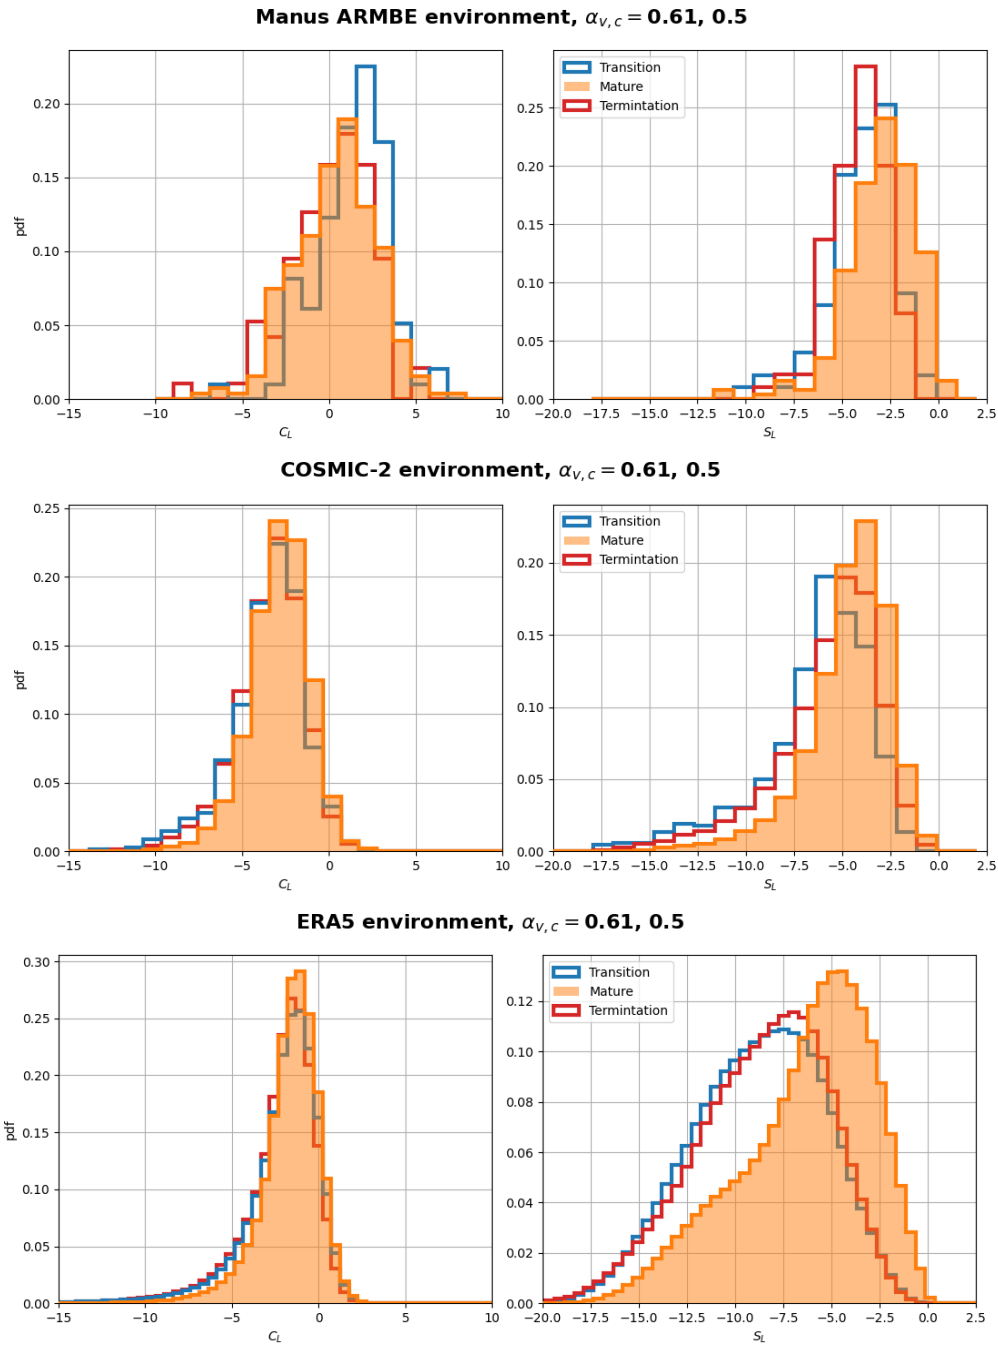 Manus ARMBE environment, αv,c = 0.61, 0.5
pdf
0.20
0.15
0.10
0.05
0.00
−15 −10 −5 0 5 10
CL
Transition
Mature
Termintation
0.25
0.20
0.15
0.10
0.05
0.00
−20.0 −17.5 −15.0 −12.5 −10.0 −7.5 −5.0 −2.5 0.0 2.5
SL
COSMIC-2 environment, αv,c = 0.61, 0.5
pdf
0.25
0.20
0.15
0.10
0.05
0.00
−15 −10 −5 0 5 10
CL
Transition
Mature
Termintation
0.20
0.15
0.10
0.05
0.00
−20.0 −17.5 −15.0 −12.5 −10.0 −7.5 −5.0 −2.5 0.0 2.5
SL
ERA5 environment, αv,c = 0.61, 0.5
pdf
0.30
0.25
0.20
0.15
0.10
0.05
0.00
−15 −10 −5 0 5 10
CL
Transition
Mature
Termintation
0.12
0.10
0.08
0.06
0.04
0.02
0.00
−20.0 −17.5 −15.0 −12.5 −10.0 −7.5 −5.0 −2.5 0.0 2.5
SL